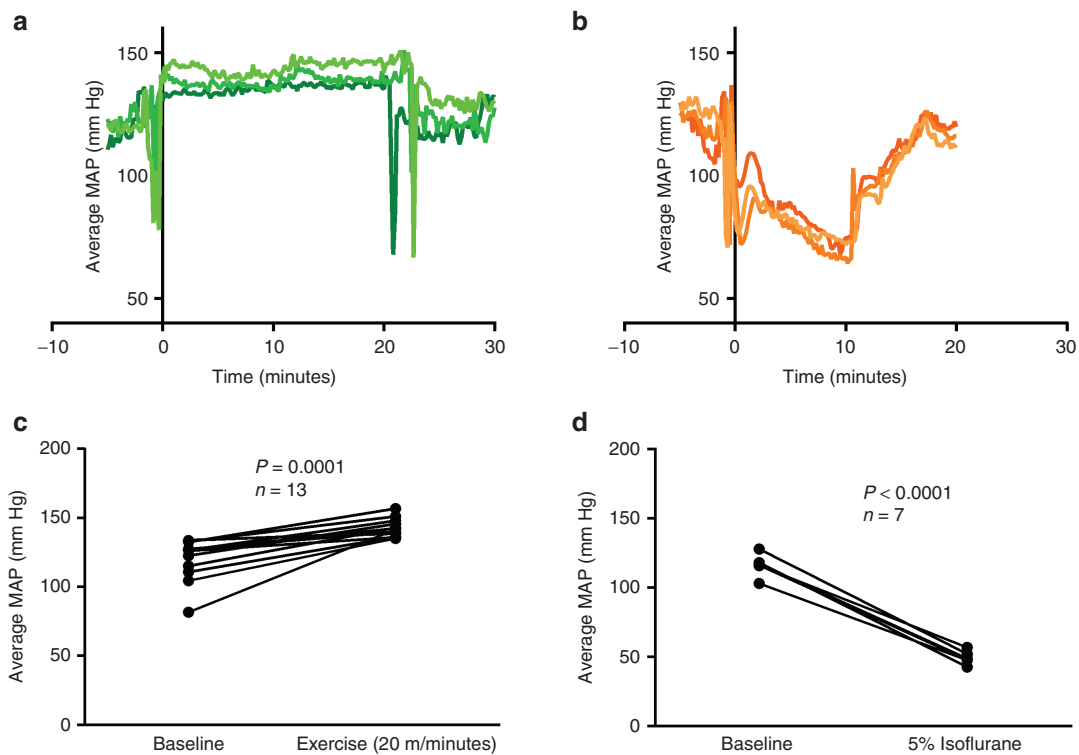 a
150
100
50
Average MAP (mm Hg)
−10 0 10 20 30
Time (minutes)
b
150
100
50
Average MAP (mm Hg)
−10 0 10 20 30
Time (minutes)
c
200
150
100
50
0
Average MAP (mm Hg)
P = 0.0001
n = 13
Baseline Exercise (20 m/minutes)
d
200
150
100
50
0
Average MAP (mm Hg)
P < 0.0001
n = 7
Baseline 5% Isoflurane